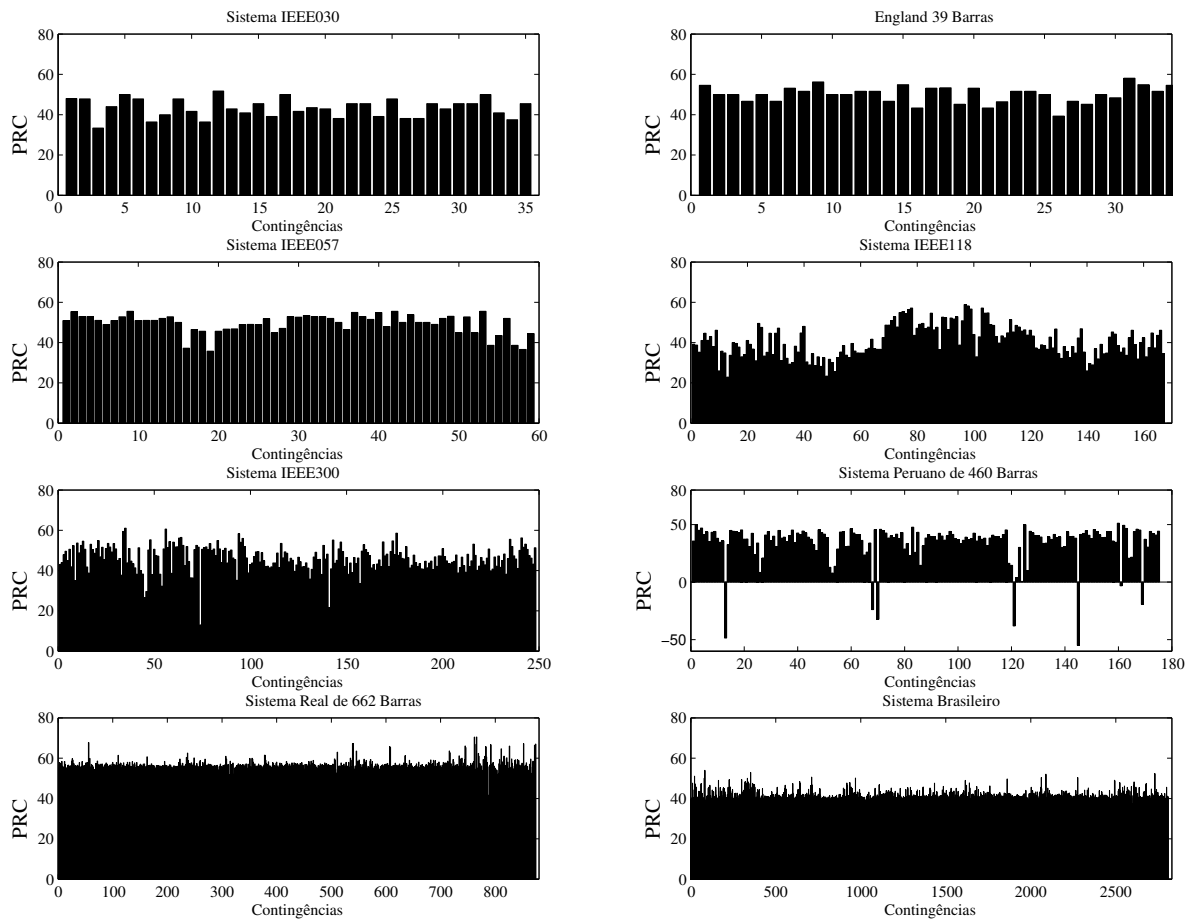 Sistema IEEE030
80
60
40
20
0
PRC
0 5 10 15 20 25 30 35
Contingências
England 39 Barras
80
60
40
20
0
PRC
0 5 10 15 20 25 30
Contingências
Sistema IEEE057
80
60
40
20
0
PRC
0 10 20 30 40 50 60
Contingências
Sistema IEEE118
80
60
40
20
0
PRC
0 20 40 60 80 100 120 140 160
Contingências
Sistema IEEE300
80
60
40
20
0
PRC
0 50 100 150 200 250
Contingências
Sistema Peruano de 460 Barras
80
50
0
−50
PRC
0 20 40 60 80 100 120 140 160 180
Contingências
Sistema Real de 662 Barras
80
60
40
20
0
PRC
0 100 200 300 400 500 600 700 800
Contingências
Sistema Brasileiro
80
60
40
20
0
PRC
0 500 1000 1500 2000 2500
Contingências